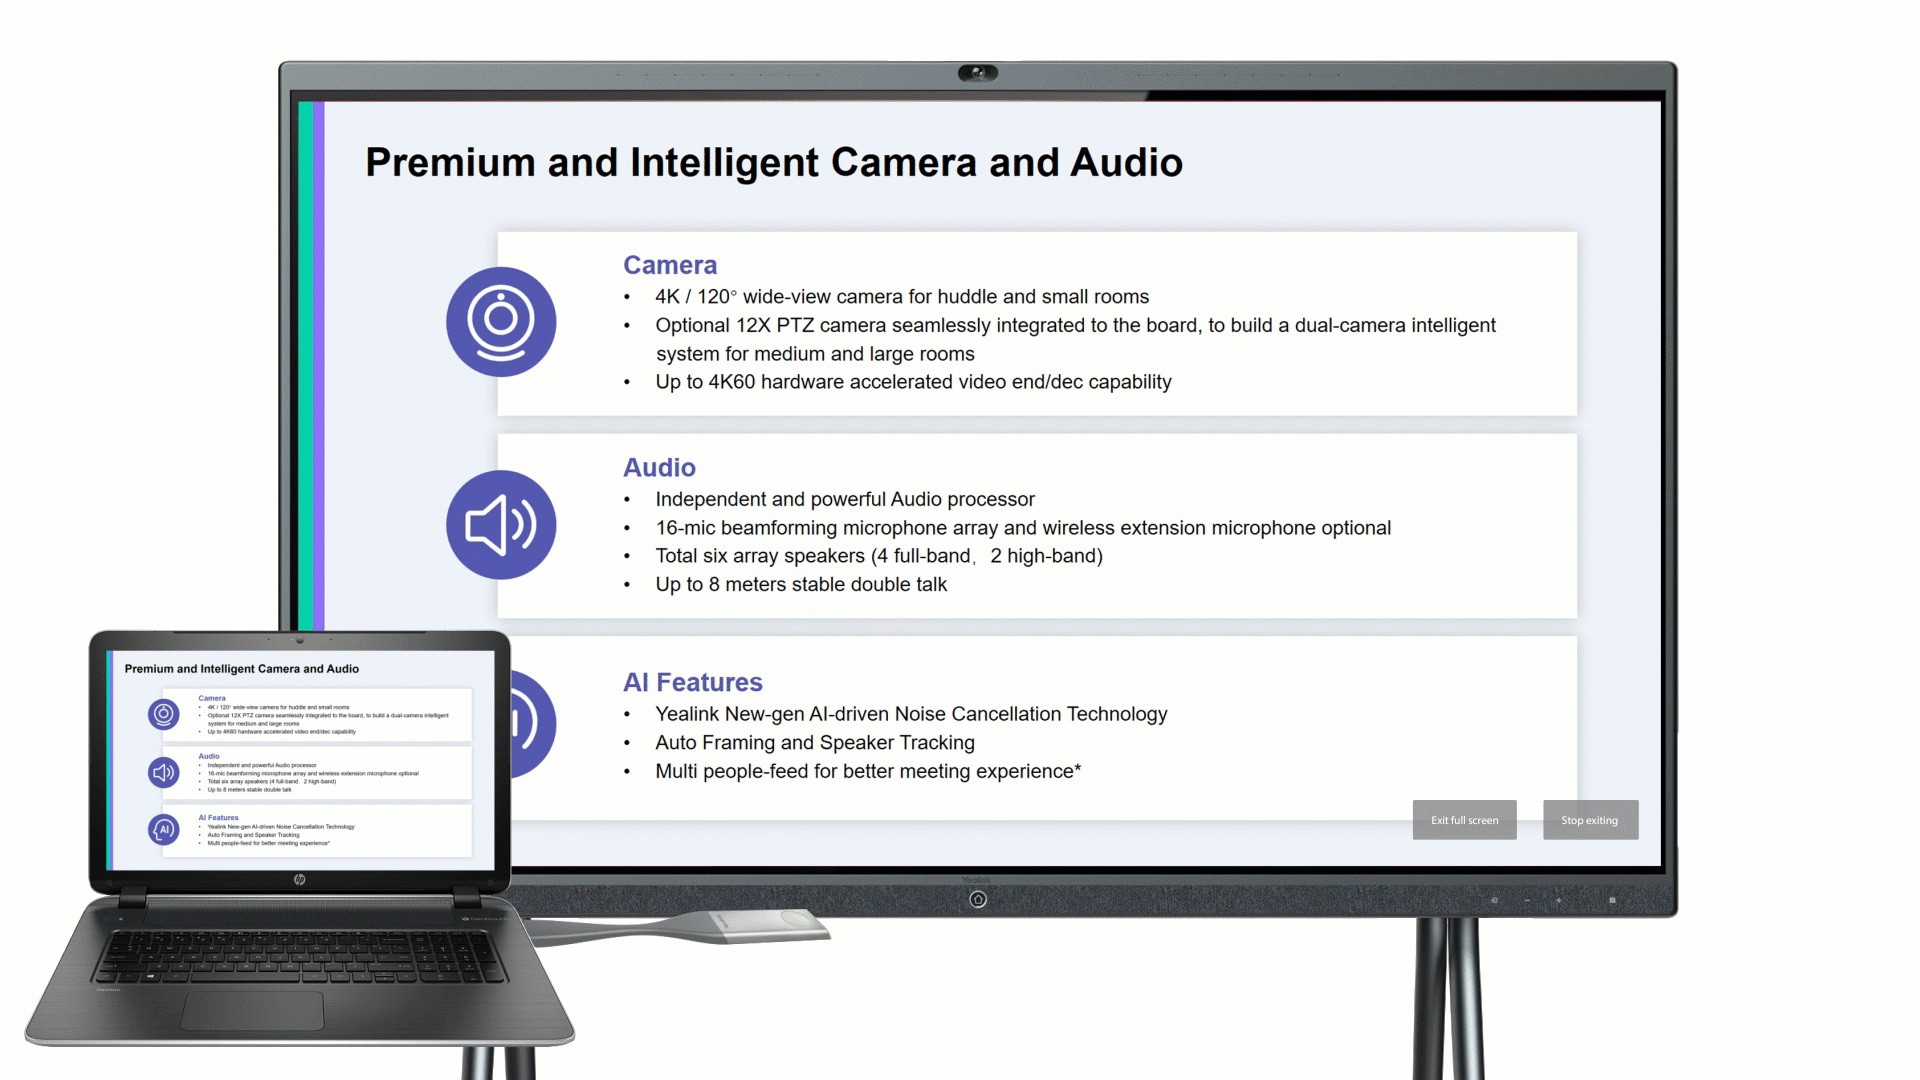 Premium and Intelligent Camera and Audio
Camera
• 4K / 120° wide-view camera for huddle and small rooms
• Optional 12X PTZ camera seamlessly integrated to the board, to build a dual-camera intelligent
system for medium and large rooms
• Up to 4K60 hardware accelerated video end/dec capability
Audio
• Independent and powerful Audio processor
• 16-mic beamforming microphone array and wireless extension microphone optional
• Total six array speakers (4 full-band, 2 high-band)
• Up to 8 meters stable double talk
AI Features
• Yealink New-gen AI-driven Noise Cancellation Technology
• Auto Framing and Speaker Tracking
• Multi people-feed for better meeting experience*
Exit full screen
Stop exiting
Yealink
Premium and Intelligent Camera and Audio
Camera
• 4K / 120° wide-view camera for huddle and small rooms
• Optional 12X PTZ camera seamlessly integrated to the board, to build a dual-camera intelligent
system for medium and large rooms
• Up to 4K60 hardware accelerated video end/dec capability
Audio
• Independent and powerful Audio processor
• 16-mic beamforming microphone array and wireless extension microphone optional
• Total six array speakers (4 full-band, 2 high-band)
• Up to 8 meters stable double talk
AI
AI Features
• Yealink New-gen AI-driven Noise Cancellation Technology
• Auto Framing and Speaker Tracking
• Multi people-feed for better meeting experience*
hp